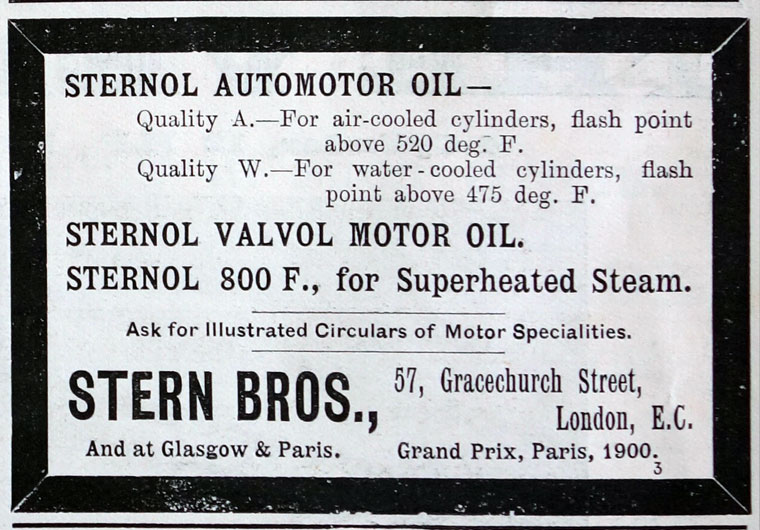 STERNOL AUTOMOTOR OIL—
Quality A.—For air-cooled cylinders, flash point
above 520 deg. F.
Quality W.—For water-cooled cylinders, flash
point above 475 deg. F.
STERNOL VALVOL MOTOR OIL.
STERNOL 800 F., for Superheated Steam.
Ask for Illustrated Circulars of Motor Specialities.
STERN BROS., 57, Gracechurch Street,
London, E.C.
And at Glasgow & Paris. Grand Prix, Paris, 1900.
3